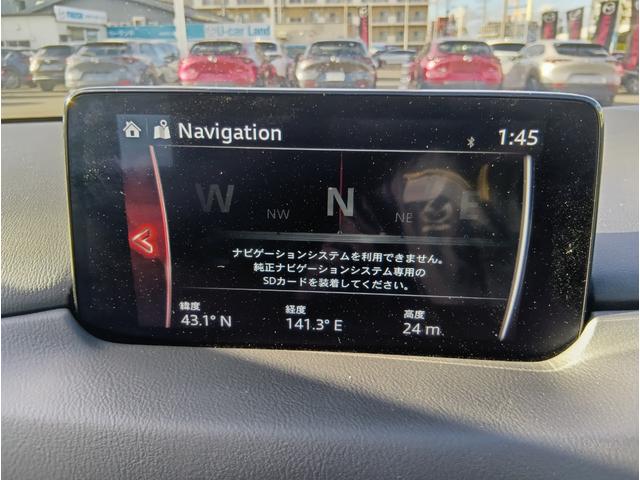 U-car Land
Navigation
1:45
W NW N NE E
ナビゲーションシステムを利用できません。
純正ナビゲーションシステム専用の
SDカードを装着してください。
緯度 経度 高度
43.1° N 141.3° E 24 m